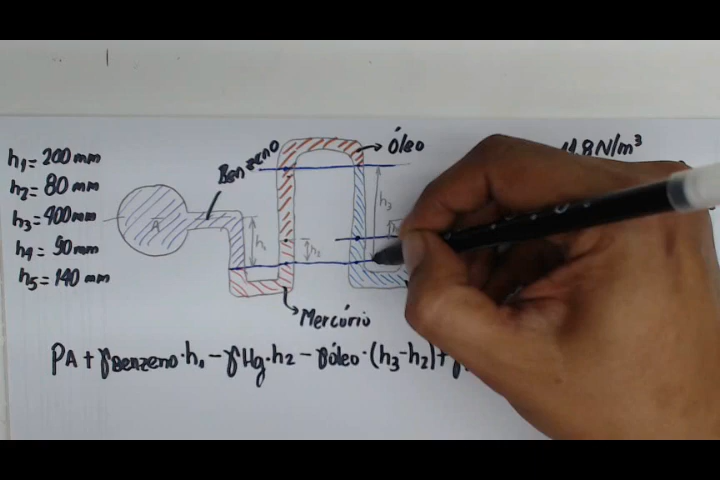 h1 = 200 mm
h2 = 80 mm
h3 = 400 mm
h4 = 90 mm
h5 = 140 mm
Benzeno
Óleo
A
h1
h2
h3
Mercúrio
N/m³
PA + γBenzeno·h1 - γHg·h2 - γóleo·(h3-h2) + γ